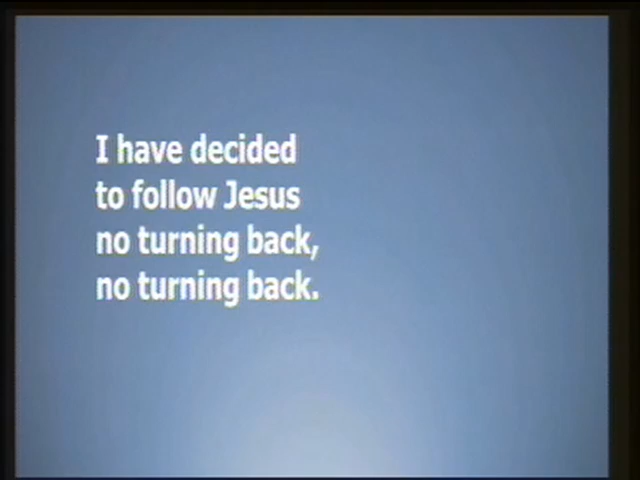 I have decided
to follow Jesus
no turning back,
no turning back.